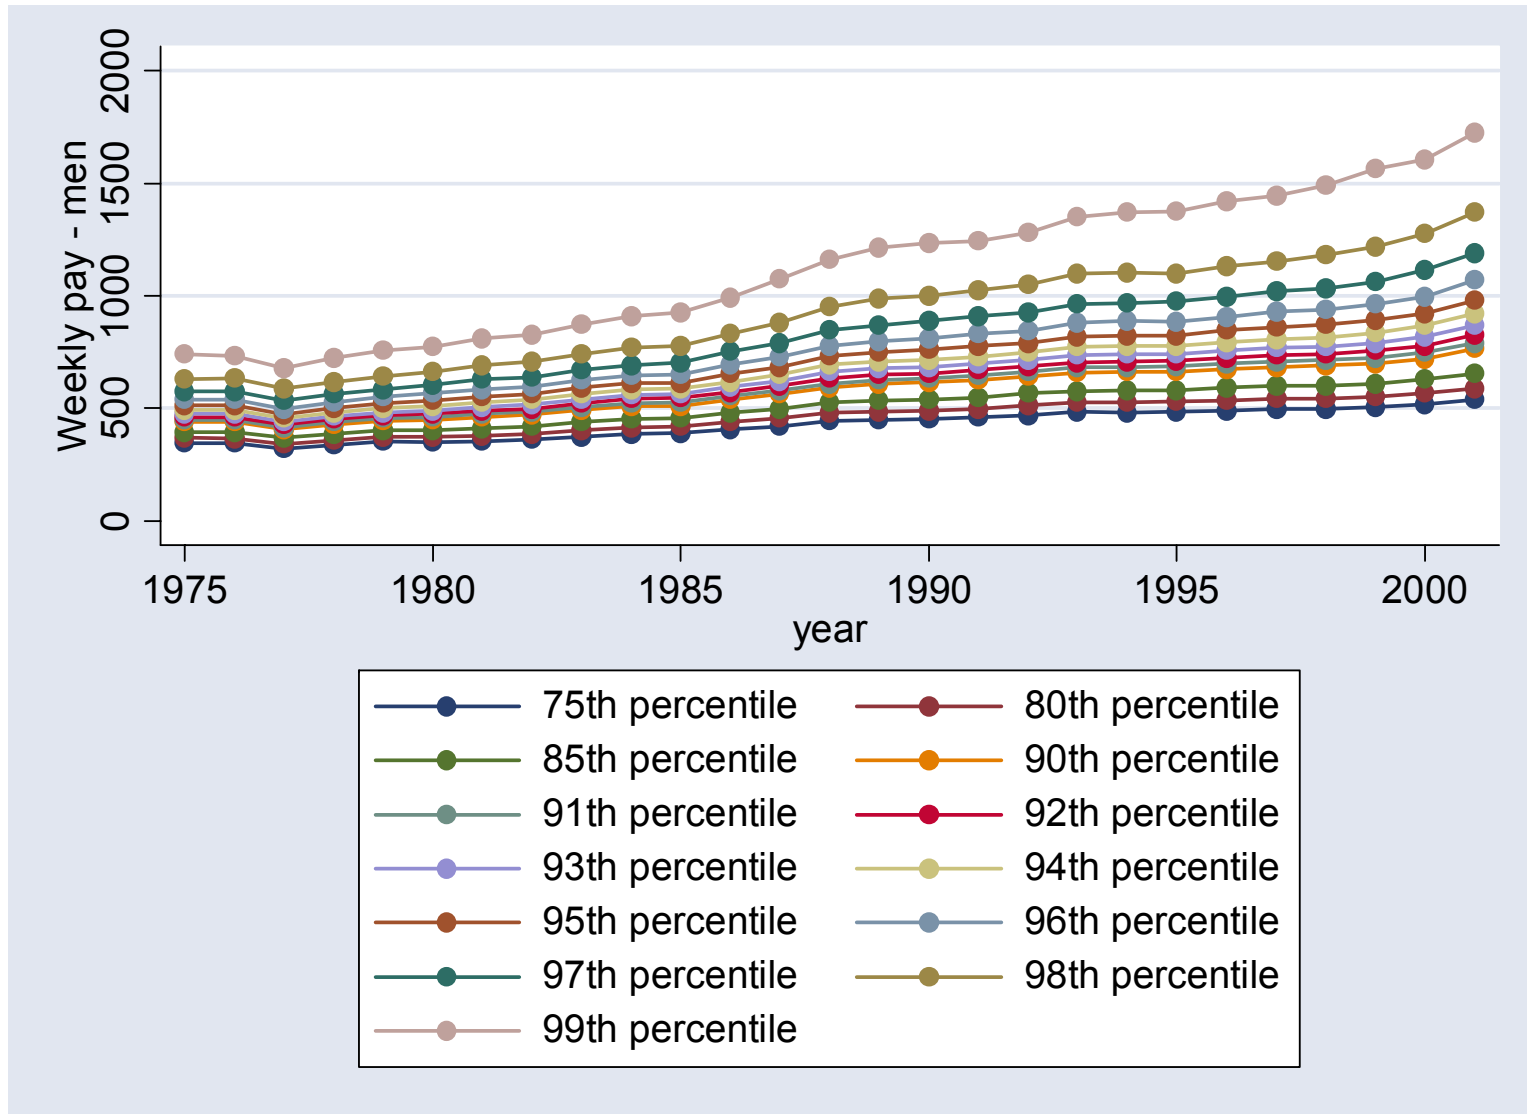 Weekly pay - men
2000
1500
1000
500
0
1975 1980 1985 1990 1995 2000
year
75th percentile 80th percentile
85th percentile 90th percentile
91th percentile 92th percentile
93th percentile 94th percentile
95th percentile 96th percentile
97th percentile 98th percentile
99th percentile